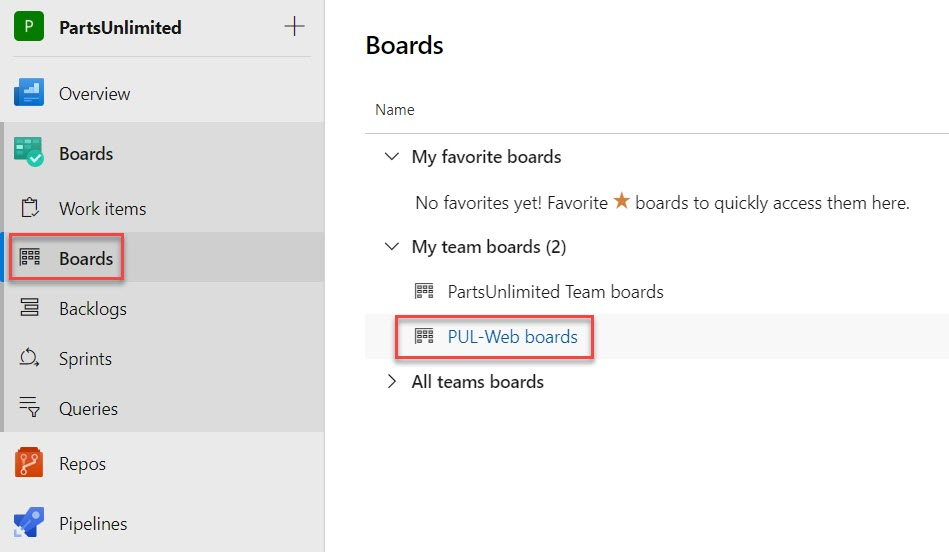 P PartsUnlimited +
Overview
Boards
Work items
Boards
Backlogs
Sprints
Queries
Repos
Pipelines
Boards
Name
My favorite boards
No favorites yet! Favorite ★ boards to quickly access them here.
My team boards (2)
PartsUnlimited Team boards
PUL-Web boards
All teams boards